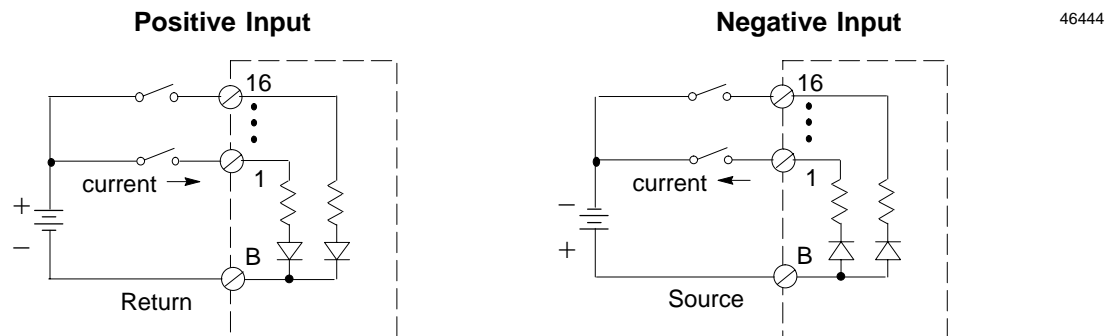 Positive Input
Negative Input
46444
16
1
current
+
−
B
Return
16
1
current
−
+
B
Source